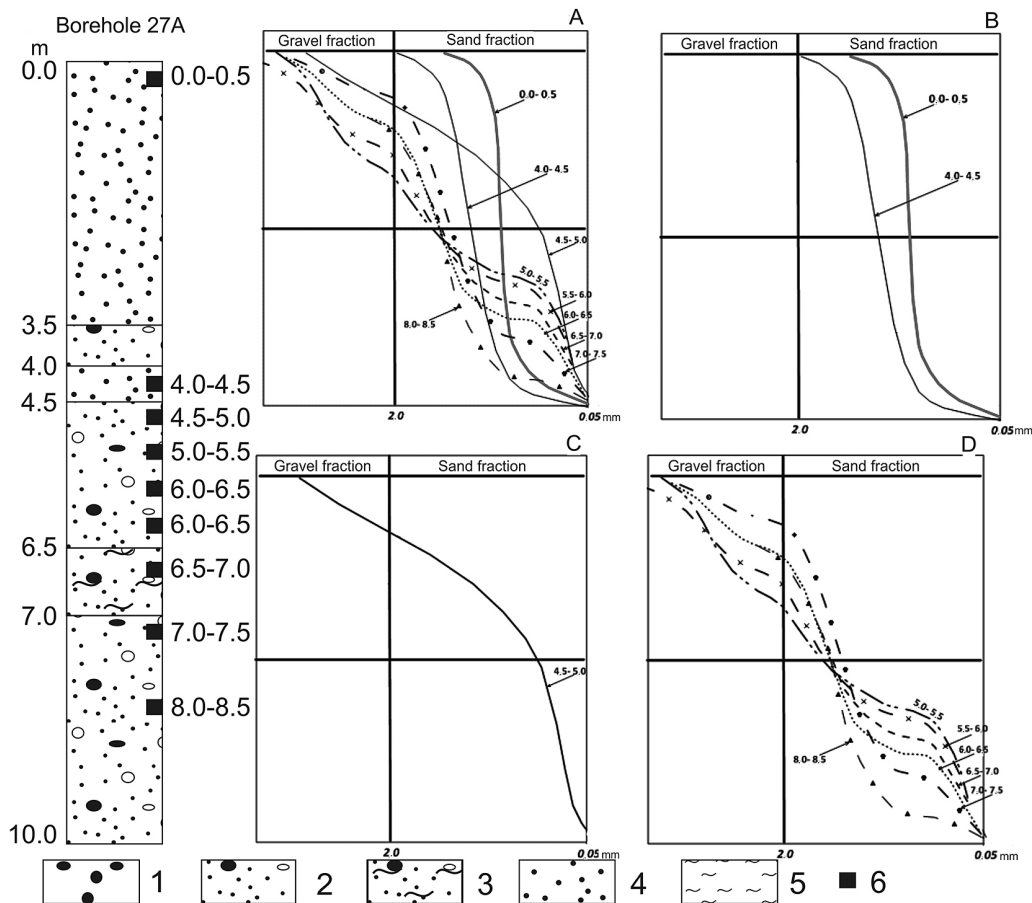 Borehole 27A
m
0.0
0.0-0.5
3.5
4.0
4.0-4.5
4.5
4.5-5.0
5.0-5.5
6.0-6.5
6.0-6.5
6.5
6.5-7.0
7.0
7.0-7.5
8.0-8.5
10.0
A
Gravel fraction
Sand fraction
0.0-0.5
4.0-4.5
4.5-5.0
5.0-5.5
5.5-6.0
6.0-6.5
6.5-7.0
7.0-7.5
8.0-8.5
2.0
0.05 mm
B
Gravel fraction
Sand fraction
0.0-0.5
4.0-4.5
2.0
0.05 mm
C
Gravel fraction
Sand fraction
4.5-5.0
2.0
0.05 mm
D
Gravel fraction
Sand fraction
5.0-5.5
5.5-6.0
6.0-6.5
6.5-7.0
7.0-7.5
8.0-8.5
2.0
0.05 mm
1
2
3
4
5
6